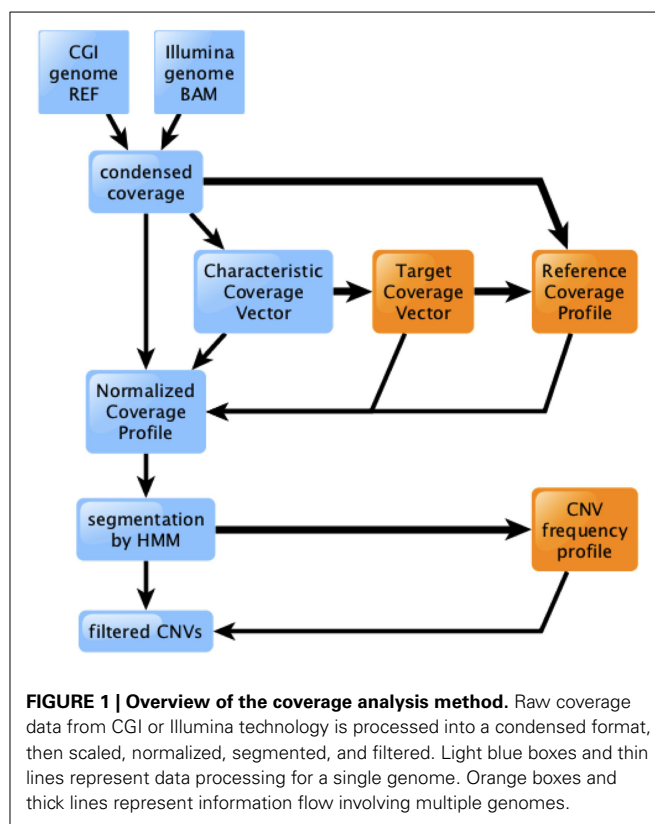 CGI
genome
REF
Illumina
genome
BAM
condensed
coverage
Characteristic
Coverage
Vector
Target
Coverage
Vector
Reference
Coverage
Profile
Normalized
Coverage
Profile
segmentation
by HMM
CNV
frequency
profile
filtered CNVs
FIGURE 1 | Overview of the coverage analysis method. Raw coverage
data from CGI or Illumina technology is processed into a condensed format,
then scaled, normalized, segmented, and filtered. Light blue boxes and thin
lines represent data processing for a single genome. Orange boxes and
thick lines represent information flow involving multiple genomes.